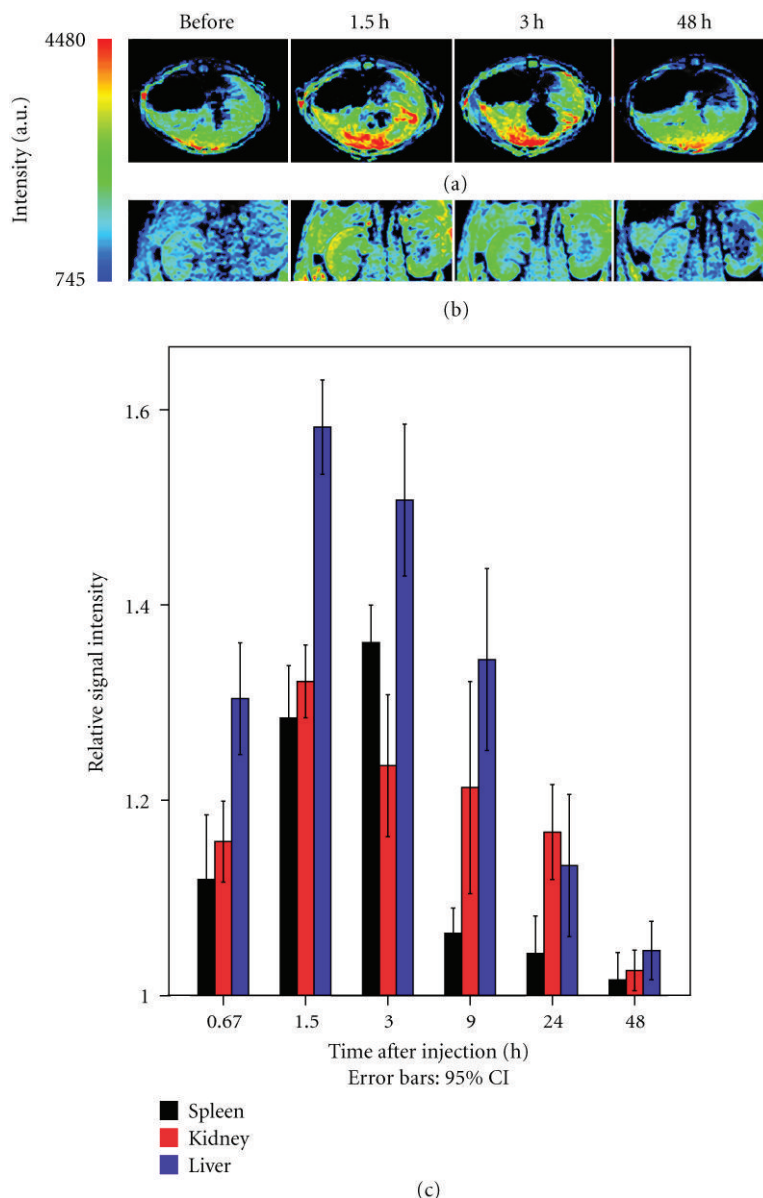 Before 1.5 h 3 h 48 h
4480
Intensity (a.u.)
745
(a)
(b)
1.6
1.4
1.2
1
Relative signal intensity
0.67 1.5 3 9 24 48
Time after injection (h)
Error bars: 95% CI
Spleen
Kidney
Liver
(c)